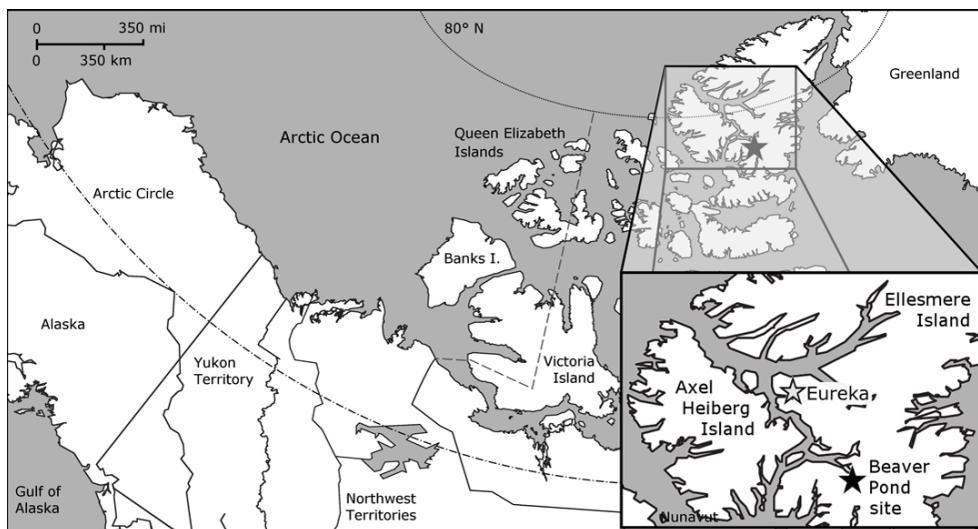 0 350 mi
0 350 km
80° N
Greenland
Arctic Ocean
Queen Elizabeth
Islands
Arctic Circle
Banks I.
Alaska
Yukon
Territory
Victoria
Island
Gulf of
Alaska
Northwest
Territories
Ellesmere
Island
Axel
Heiberg
Island
Eureka
Beaver
Pond
site
Nunavut